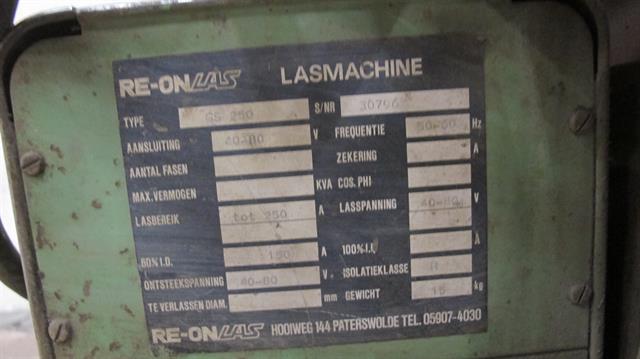 RE-ONLAS LASMACHINE
TYPE GS 250 S/NR 30796
AANSLUITING 40-80 V FREQUENTIE 50-60 Hz
AANTAL FASEN ZEKERING A
MAX. VERMOGEN KVA COS. PHI
LASBEREIK tot 250 A LASSPANNING 40-80 V
60% I.D. 150 A 100% I.I. A
ONTSTEEKSPANNING 40-80 V. ISOLATIEKLASSE H
TE VERLASSEN DIAM. mm GEWICHT 15 kg
RE-ONLAS HOOIWEG 144 PATERSWOLDE TEL. 05907-4030